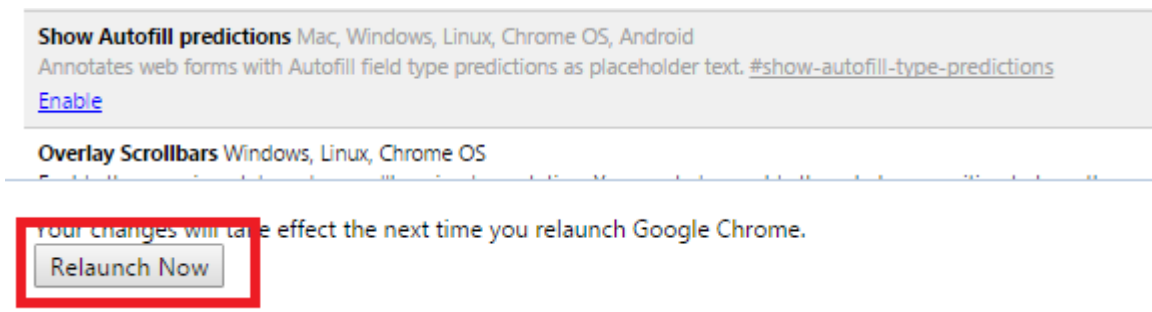 Show Autofill predictions Mac, Windows, Linux, Chrome OS, Android
Annotates web forms with Autofill field type predictions as placeholder text. #show-autofill-type-predictions
Enable
Overlay Scrollbars Windows, Linux, Chrome OS
Your changes will take effect the next time you relaunch Google Chrome.
Relaunch Now